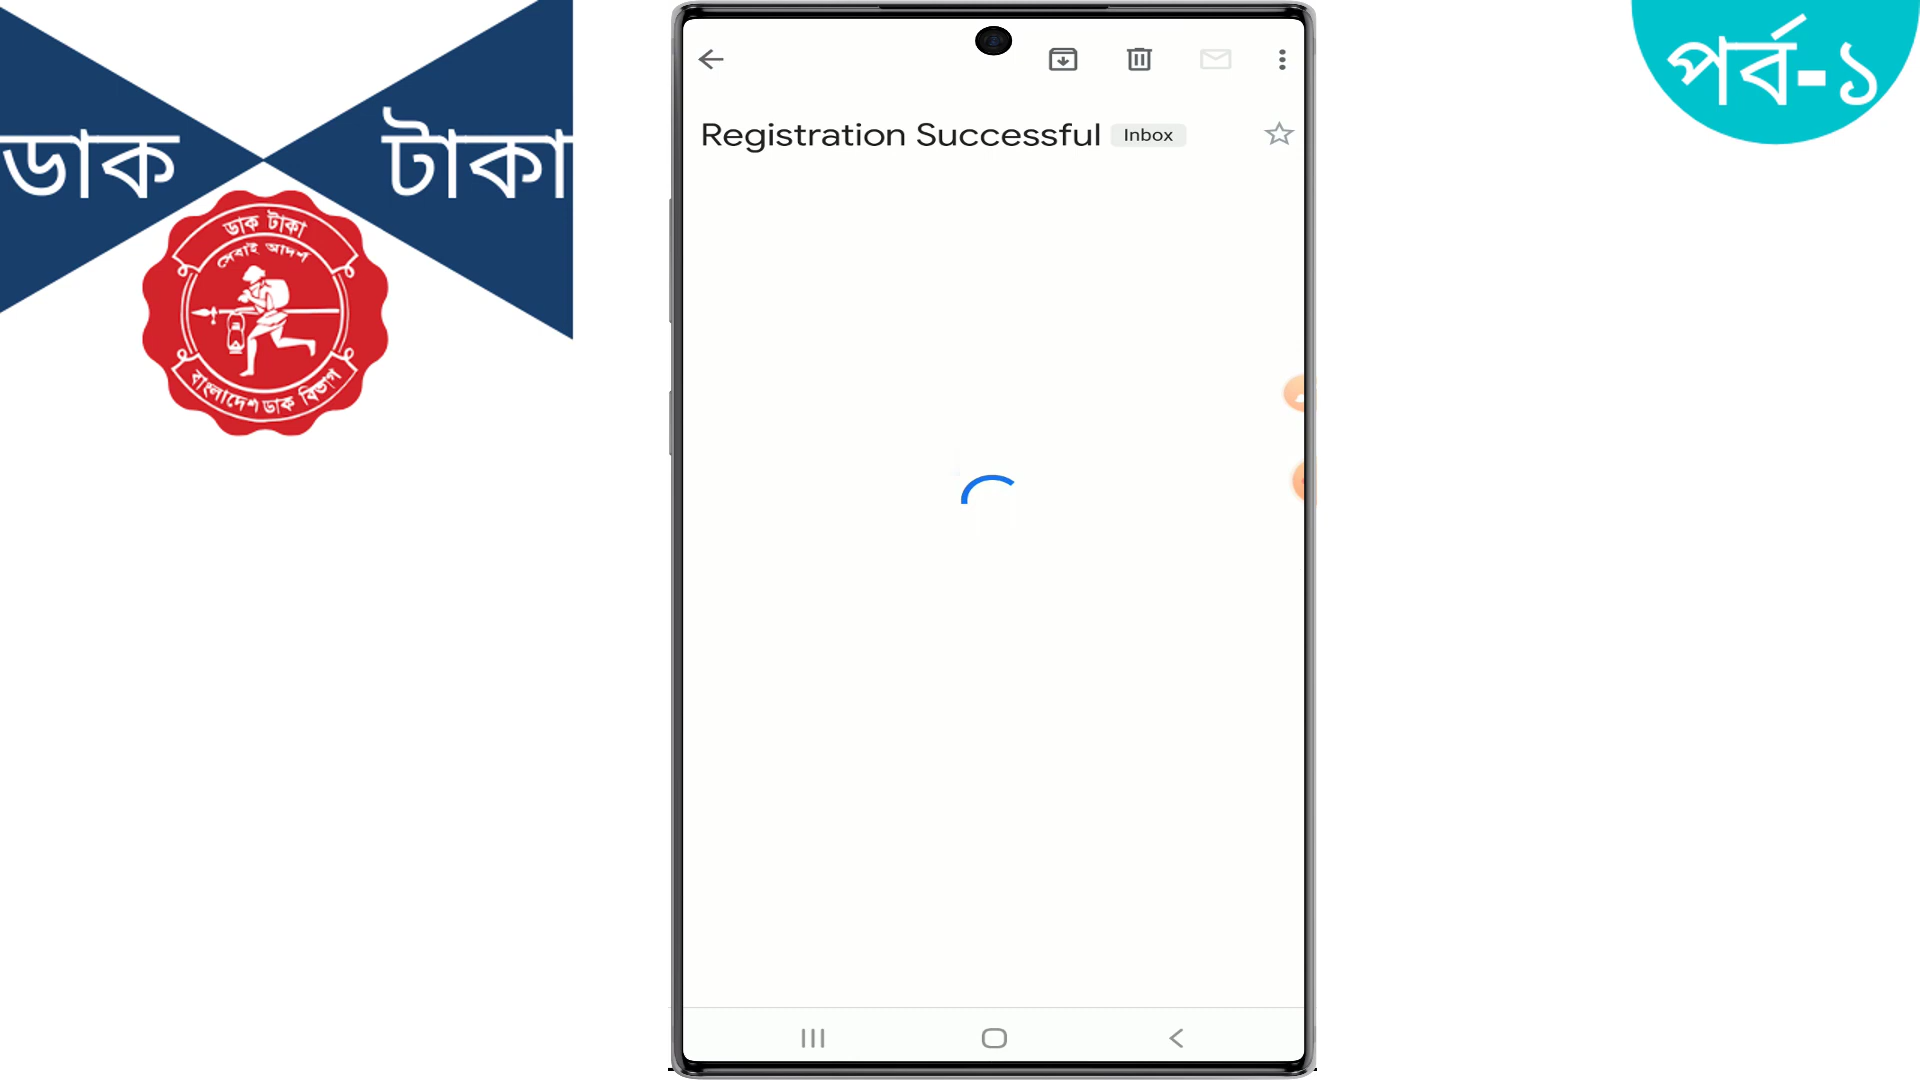 ডাক টাকা
ডাক টাকা
সেবাই আদর্শ
বাংলাদেশ ডাক বিভাগ
Registration Successful Inbox
পর্ব-১